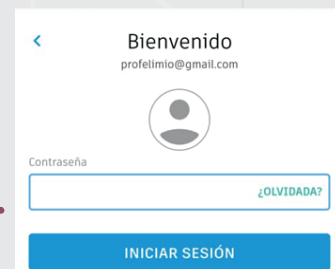 Bienvenido
profelimio@gmail.com
Contraseña
¿OLVIDADA?
INICIAR SESIÓN